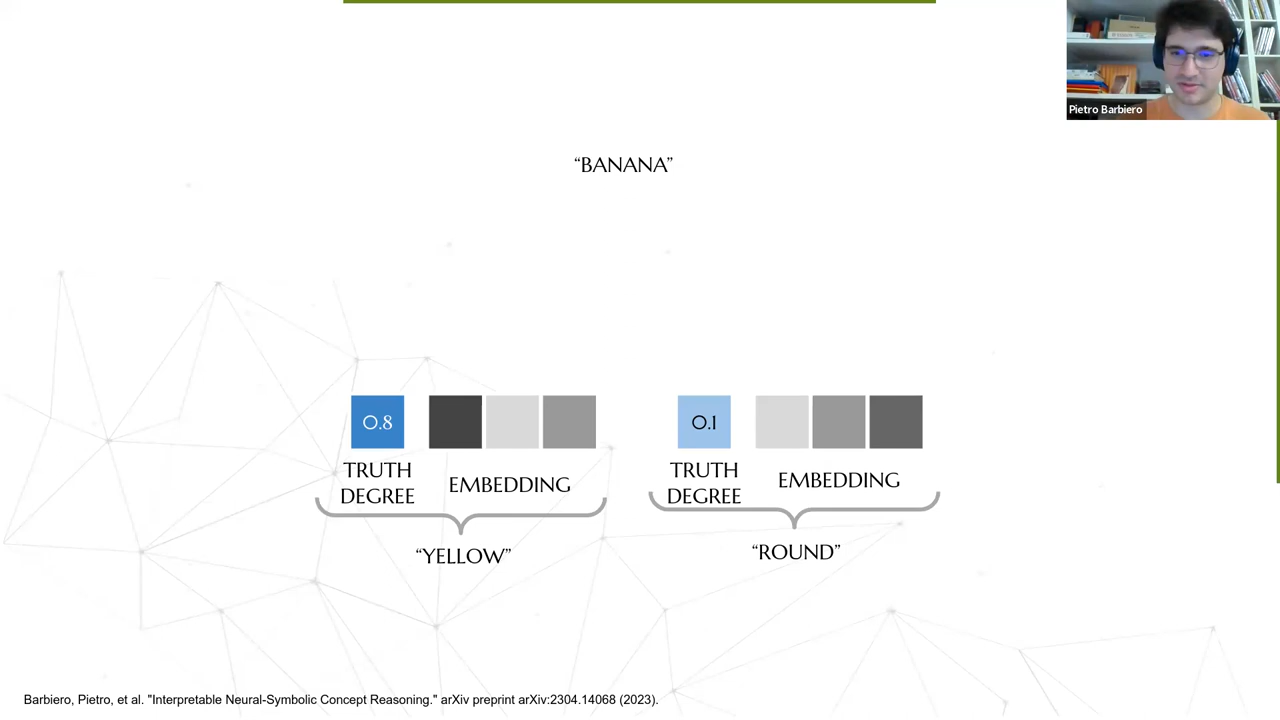 Pietro Barbiero
“BANANA”
0.8
0.1
TRUTH
DEGREE
EMBEDDING
TRUTH
DEGREE
EMBEDDING
“YELLOW”
“ROUND”
Barbiero, Pietro, et al. "Interpretable Neural-Symbolic Concept Reasoning." arXiv preprint arXiv:2304.14068 (2023).